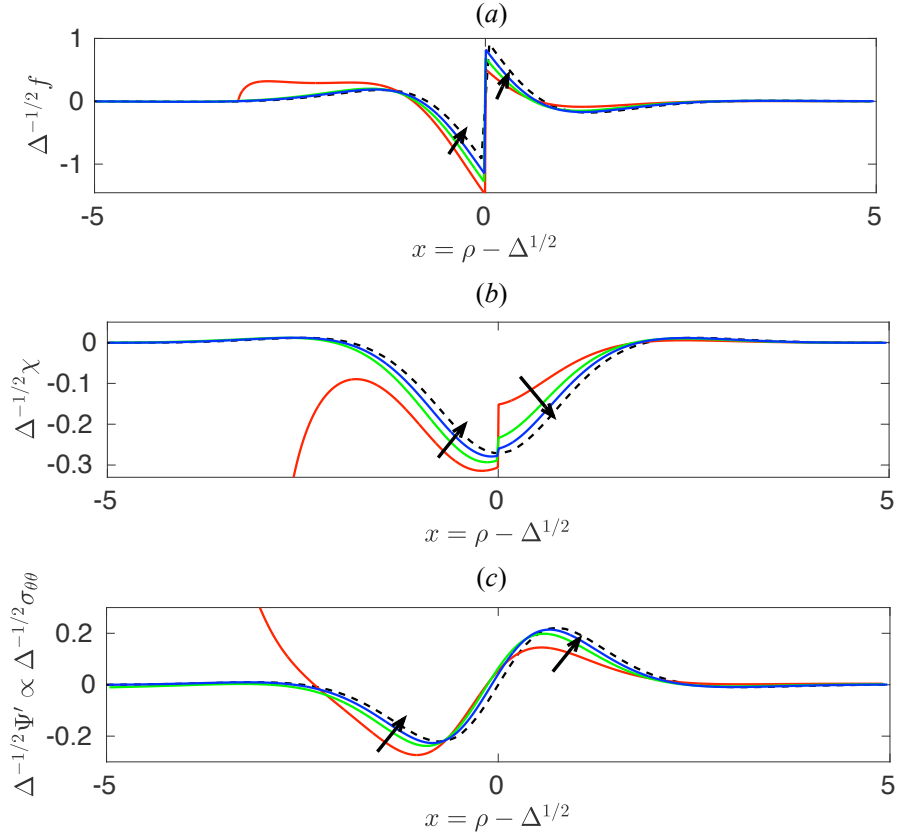 (a)
1
0
-1
Δ^{-1/2} f
-5
0
5
x = ρ − Δ^{1/2}
(b)
0
-0.1
-0.2
-0.3
Δ^{-1/2} χ
-5
0
5
x = ρ − Δ^{1/2}
(c)
0.2
0
-0.2
Δ^{-1/2} Ψ′ ∝ Δ^{-1/2} σ_{θθ}
-5
0
5
x = ρ − Δ^{1/2}